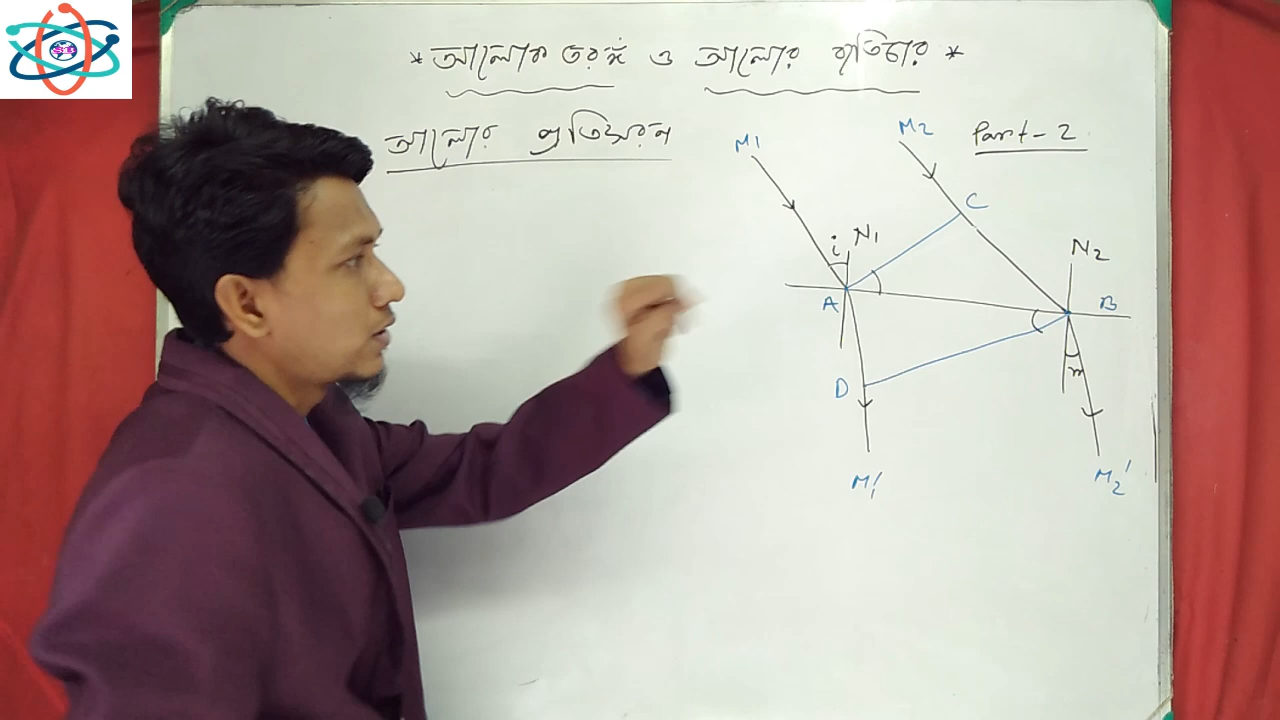 * আলোক তরঙ্গ ও আলোর ব্যতিচার *
আলোর প্রতিসরণ
Part - 2
M1
M2
C
i
N1
N2
A
B
D
r
M1'
M2'